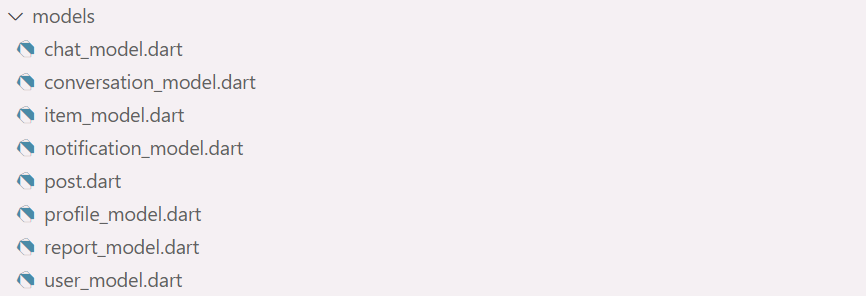 models
chat_model.dart
conversation_model.dart
item_model.dart
notification_model.dart
post.dart
profile_model.dart
report_model.dart
user_model.dart